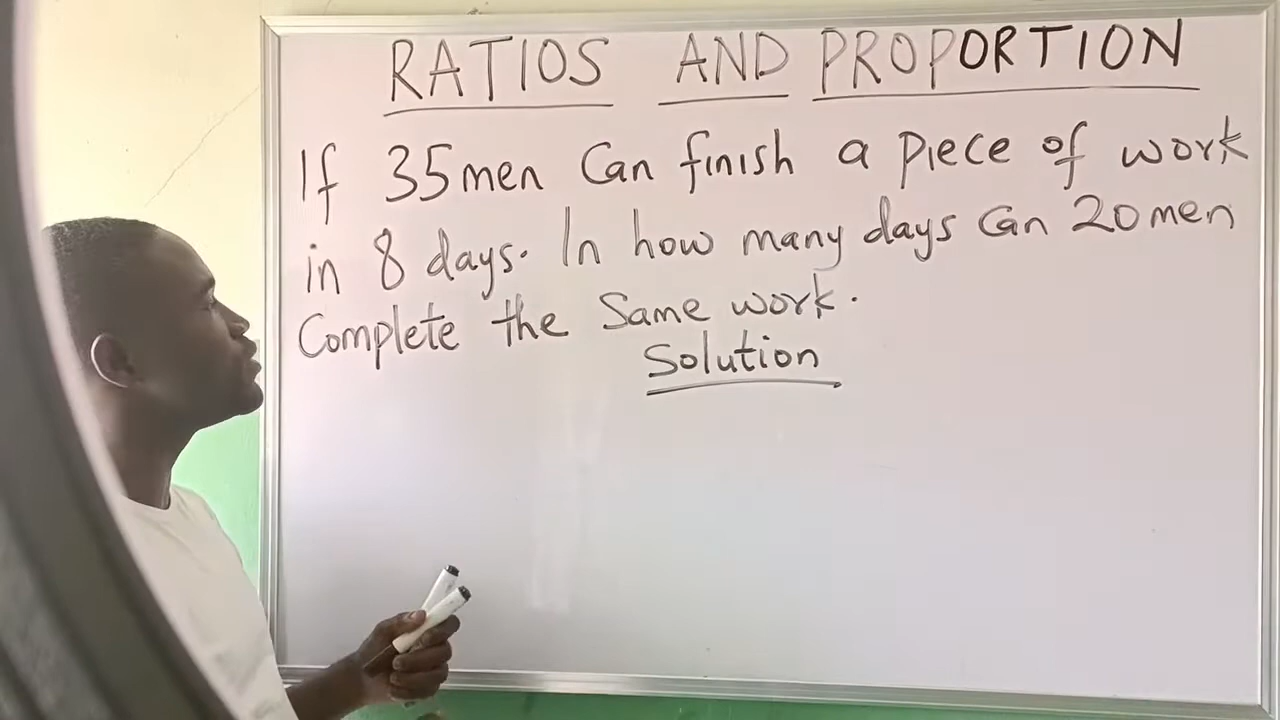 RATIOS AND PROPORTION
If 35men Can finish a piece of work
in 8 days. In how many days can 20men
Complete the Same work.
Solution